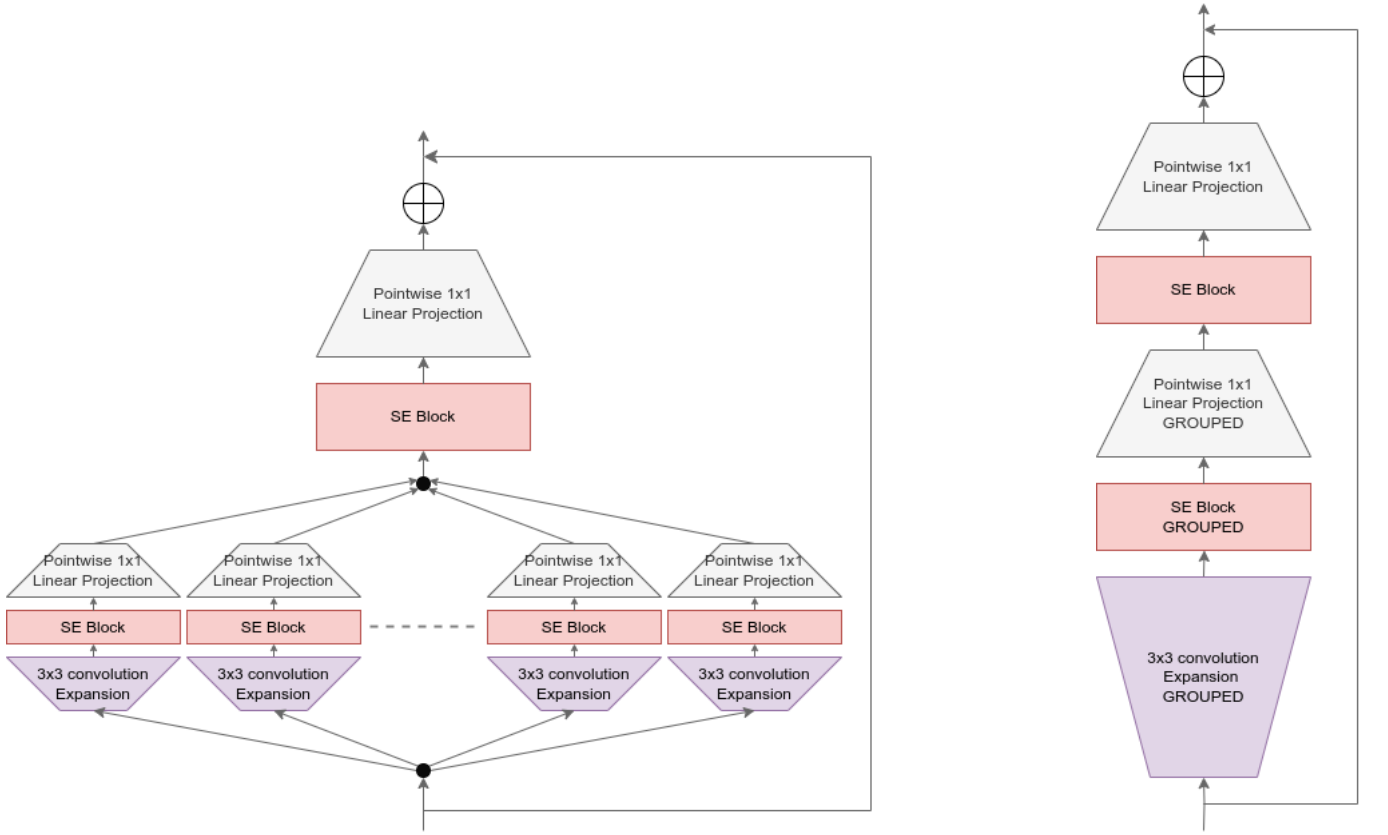 Pointwise 1x1
Linear Projection
SE Block
Pointwise 1x1
Linear Projection
Pointwise 1x1
Linear Projection
Pointwise 1x1
Linear Projection
Pointwise 1x1
Linear Projection
SE Block
SE Block
SE Block
SE Block
3x3 convolution
Expansion
3x3 convolution
Expansion
3x3 convolution
Expansion
3x3 convolution
Expansion
Pointwise 1x1
Linear Projection
SE Block
Pointwise 1x1
Linear Projection
GROUPED
SE Block
GROUPED
3x3 convolution
Expansion
GROUPED